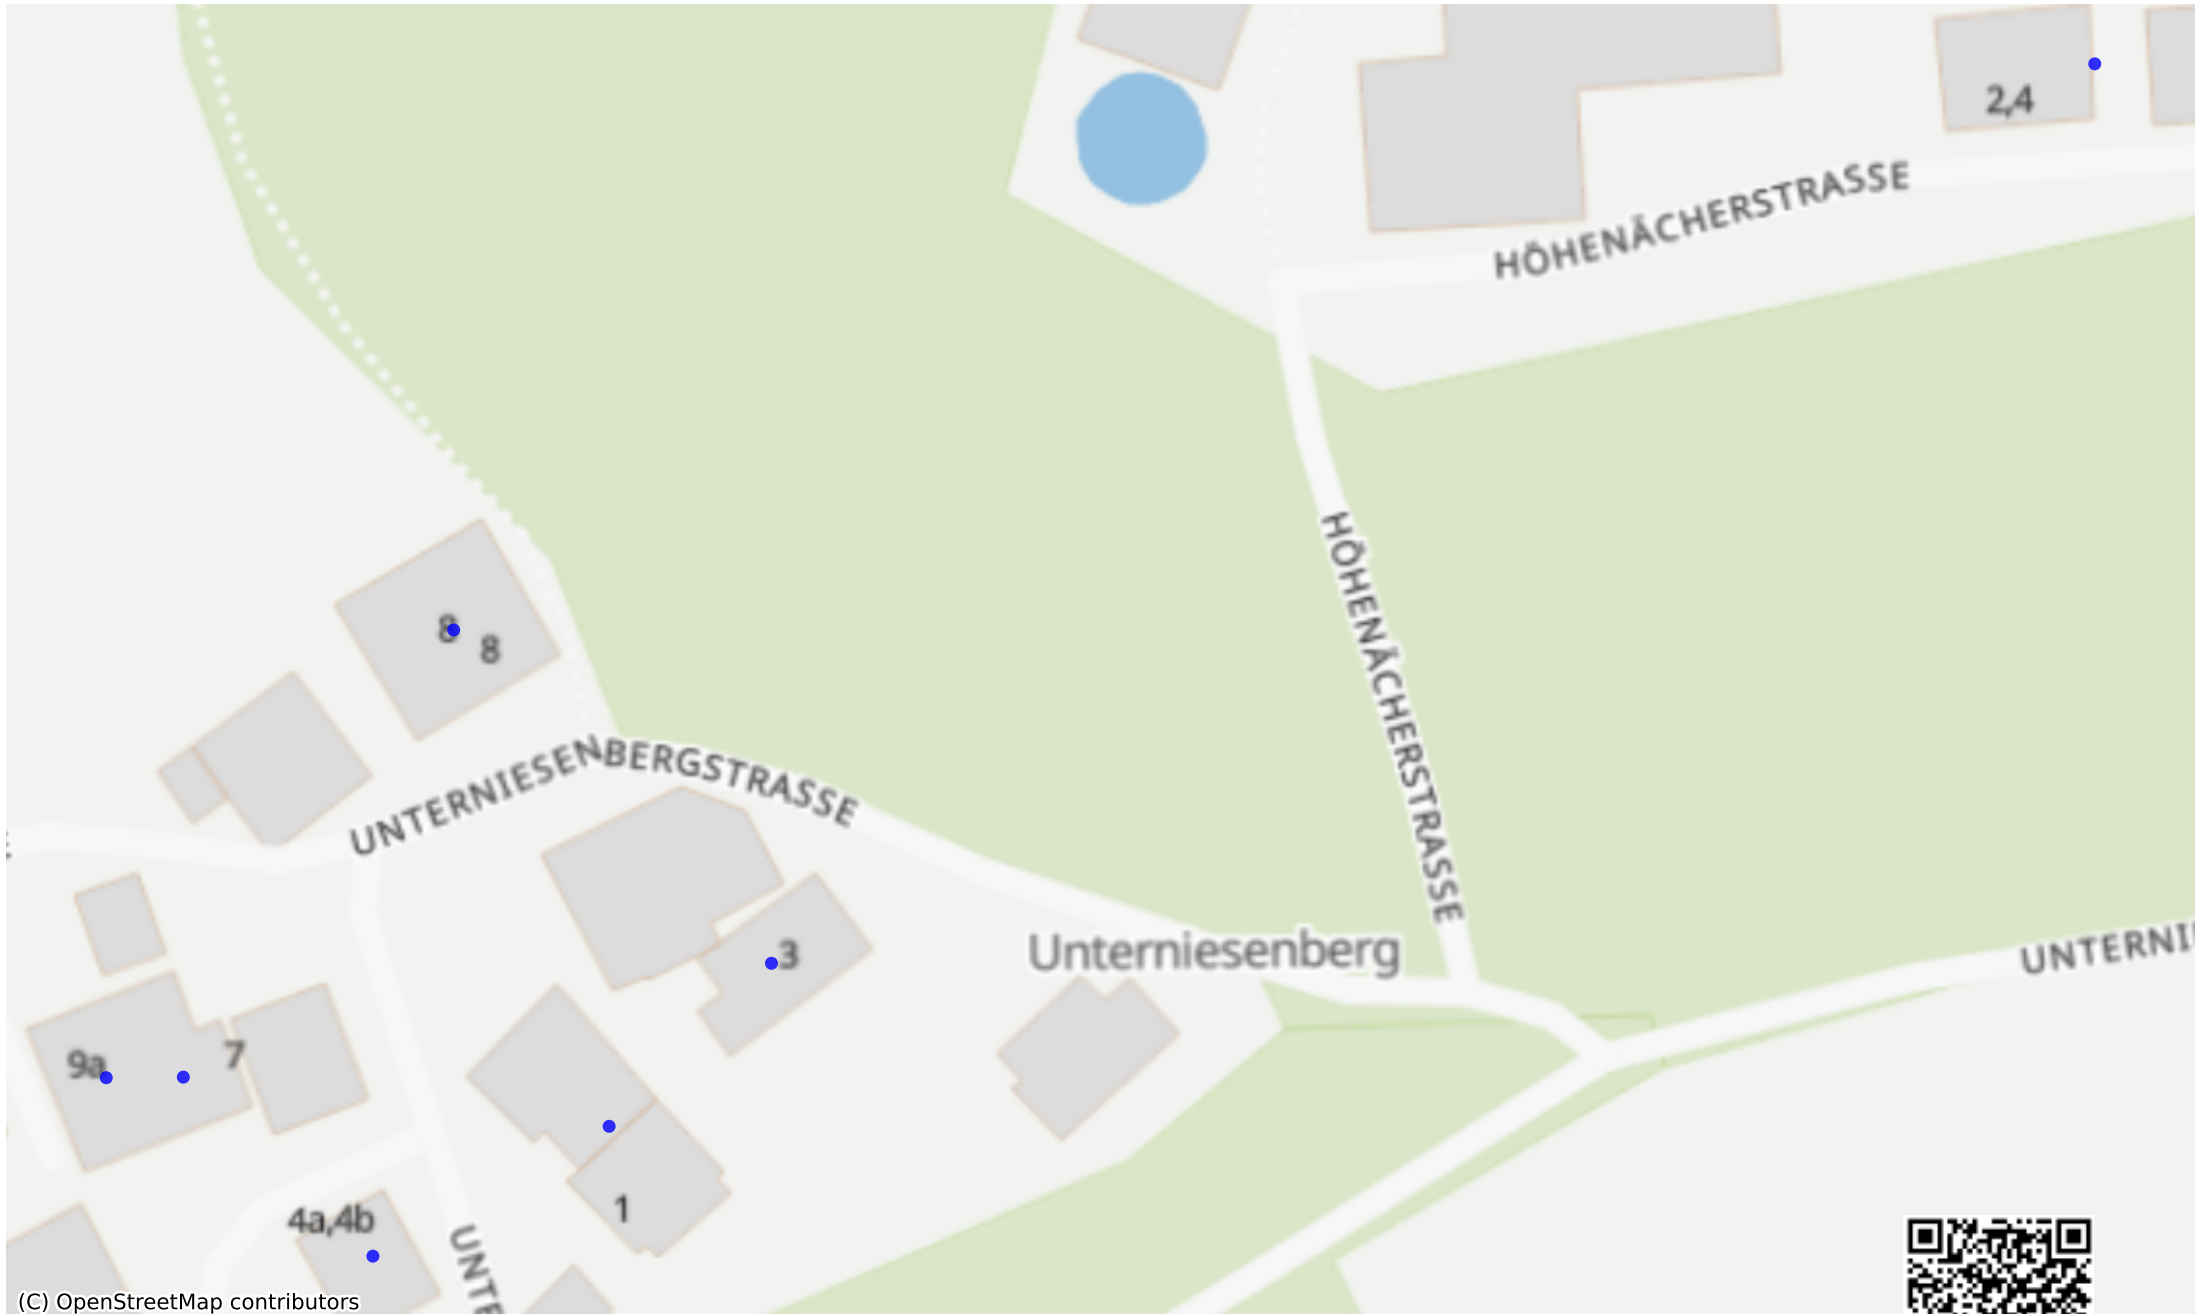 2,4
HÖHENÄCHERSTRASSE
HÖHENÄCHERSTRASSE
8
8
UNTERNIESENBERGSTRASSE
3
Unterniesenberg
UNTERNI
9a
7
1
4a,4b
UNTE
(C) OpenStreetMap contributors